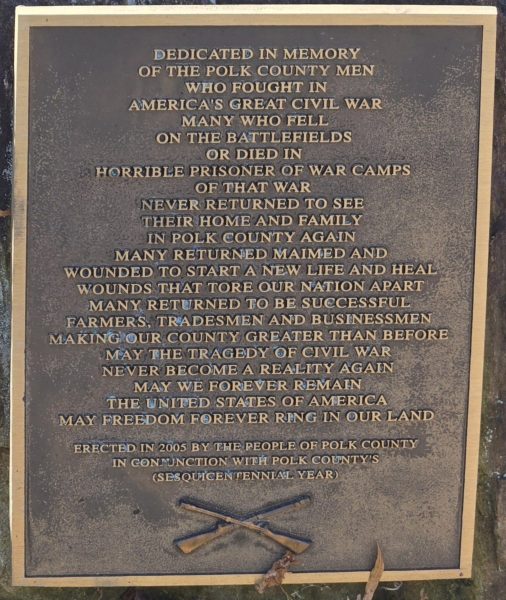 DEDICATED IN MEMORY
OF THE POLK COUNTY MEN
WHO FOUGHT IN
AMERICA'S GREAT CIVIL WAR
MANY WHO FELL
ON THE BATTLEFIELDS
OR DIED IN
HORRIBLE PRISONER OF WAR CAMPS
OF THAT WAR
NEVER RETURNED TO SEE
THEIR HOME AND FAMILY
IN POLK COUNTY AGAIN
MANY RETURNED MAIMED AND
WOUNDED TO START A NEW LIFE AND HEAL
WOUNDS THAT TORE OUR NATION APART
MANY RETURNED TO BE SUCCESSFUL
FARMERS, TRADESMEN AND BUSINESSMEN
MAKING OUR COUNTY GREATER THAN BEFORE
MAY THE TRAGEDY OF CIVIL WAR
NEVER BECOME A REALITY AGAIN
MAY WE FOREVER REMAIN
THE UNITED STATES OF AMERICA
MAY FREEDOM FOREVER RING IN OUR LAND
ERECTED IN 2005 BY THE PEOPLE OF POLK COUNTY
IN CONJUNCTION WITH POLK COUNTY'S
(SESQUICENTENNIAL YEAR)